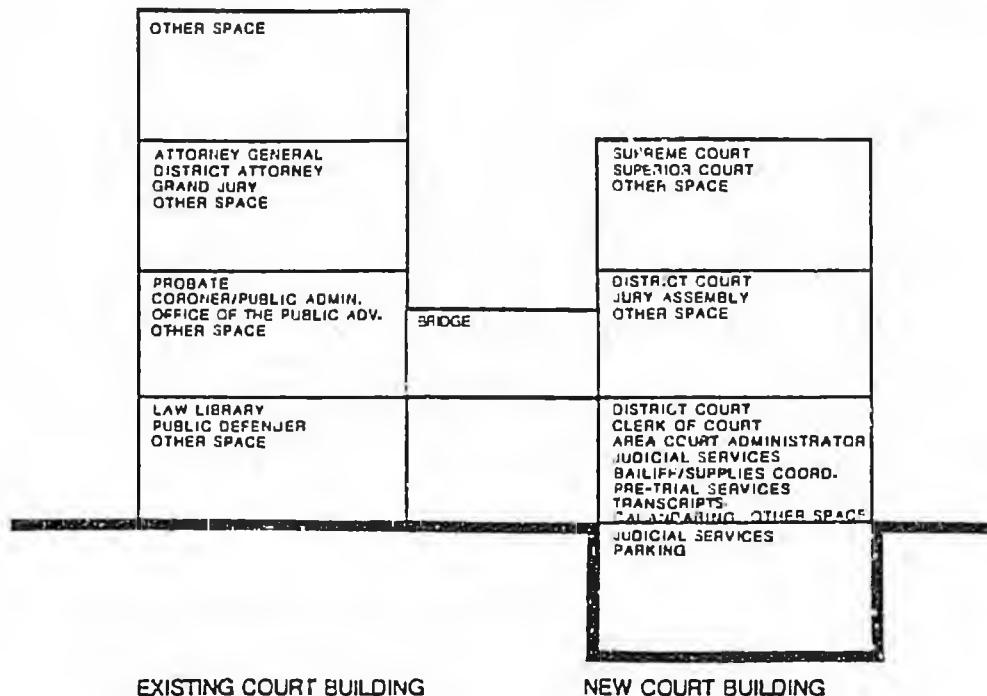 OTHER SPACE
ATTORNEY GENERAL
DISTRICT ATTORNEY
GRAND JURY
OTHER SPACE
PROBATE
CORONER/PUBLIC ADMIN.
OFFICE OF THE PUBLIC ADV.
OTHER SPACE
LAW LIBRARY
PUBLIC DEFENDER
OTHER SPACE
BRIDGE
SUPREME COURT
SUPERIOR COURT
OTHER SPACE
DISTRICT COURT
JURY ASSEMBLY
OTHER SPACE
DISTRICT COURT
CLERK OF COURT
AREA COURT ADMINISTRATOR
JUDICIAL SERVICES
BAILIFF/SUPPLIES COORD.
PRE-TRIAL SERVICES
TRANSCRIPTS
OTHER SPACE
JUDICIAL SERVICES
PARKING
EXISTING COURT BUILDING
NEW COURT BUILDING